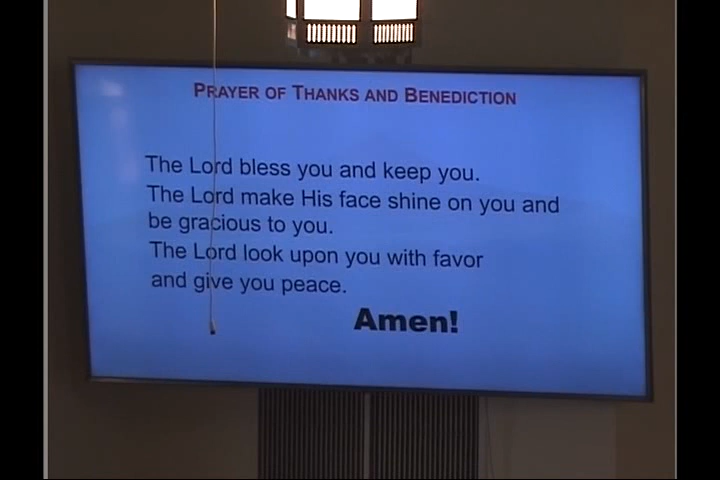 PRAYER OF THANKS AND BENEDICTION
The Lord bless you and keep you.
The Lord make His face shine on you and
be gracious to you.
The Lord look upon you with favor
and give you peace.
Amen!